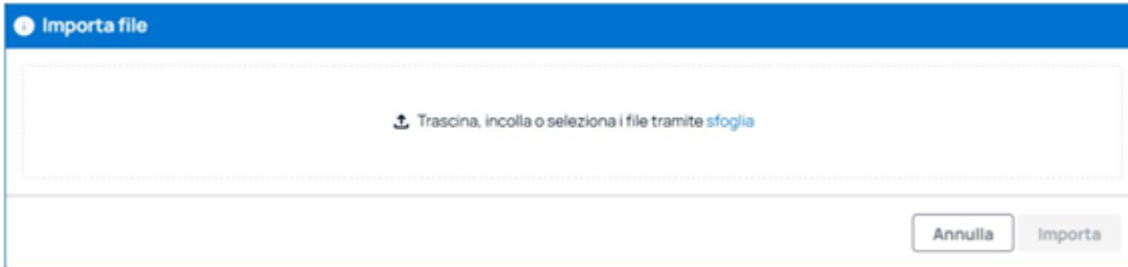 Importa file
Trascina, incolla o seleziona i file tramite sfoglia
Annulla Importa